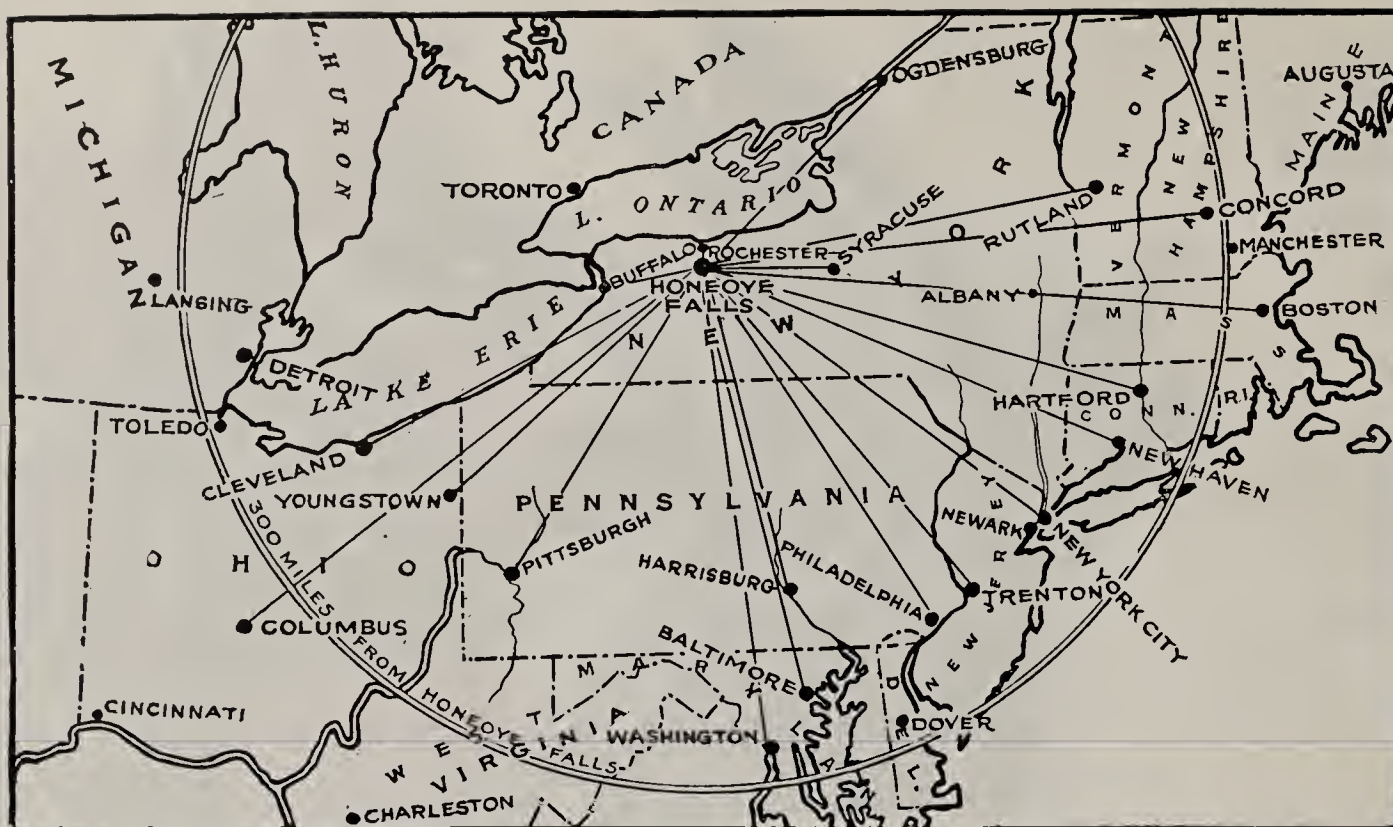 MICHIGAN
L. HURON
CANADA
OGDENSBURG
VERMONT
NEW HAMPSHIRE
MAINE
AUGUSTA
TORONTO
L. ONTARIO
NEW YORK
SYRACUSE
RUTLAND
CONCORD
MANCHESTER
BUFFALO
ROCHESTER
HONEOYE
FALLS
LANSING
ALBANY
BOSTON
MASS
DETROIT
LAKE ERIE
HARTFORD
CONN.
R.I.
TOLEDO
CLEVELAND
YOUNGSTOWN
NEW HAVEN
PENNSYLVANIA
PITTSBURGH
HARRISBURG
PHILADELPHIA
NEWARK
NEW YORK CITY
NEW JERSEY
TRENTON
OHIO
COLUMBUS
300 MILES FROM HONEOYE FALLS
BALTIMORE
MARYLAN
DEL.
DOVER
WASHINGTON
WEST
VIRGINIA
CINCINNATI
CHARLESTON